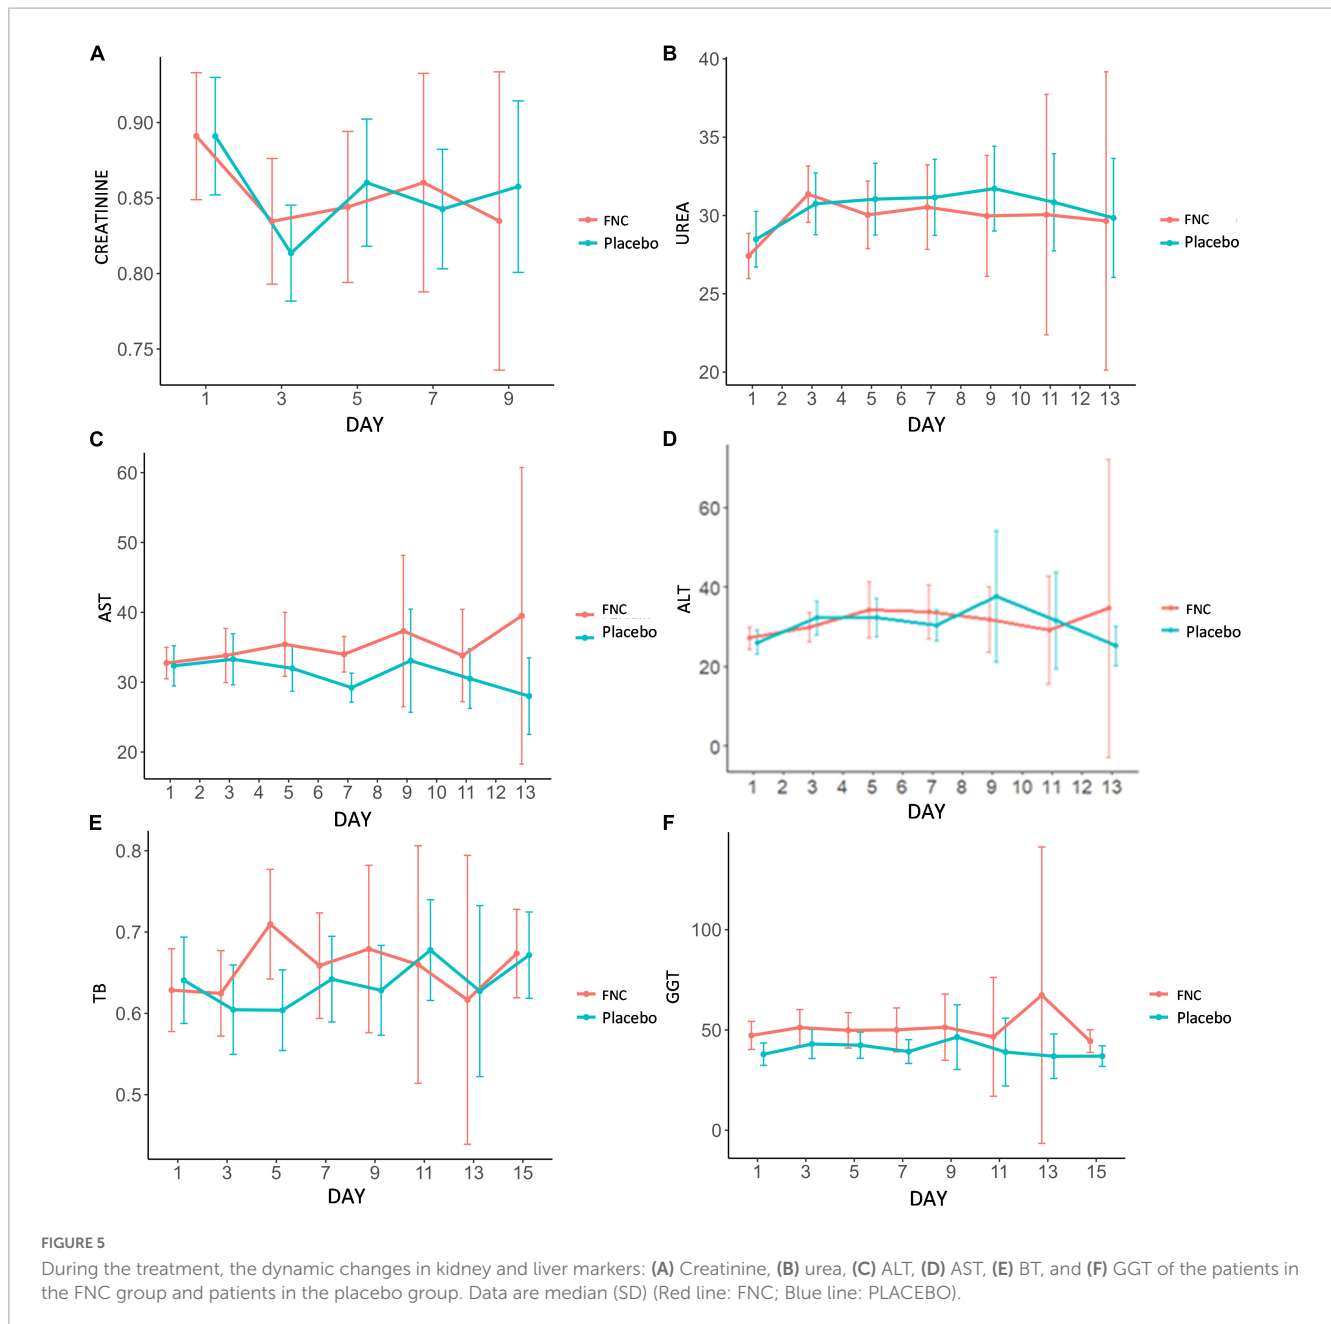 A
CREATININE
0.90
0.85
0.80
0.75
1 3 5 7 9
DAY
FNC
Placebo
B
UREA
40
35
30
25
20
1 2 3 4 5 6 7 8 9 10 11 12 13
DAY
FNC
Placebo
C
AST
60
50
40
30
20
1 2 3 4 5 6 7 8 9 10 11 12 13
DAY
FNC
Placebo
D
ALT
60
40
20
0
1 2 3 4 5 6 7 8 9 10 11 12 13
DAY
FNC
Placebo
E
TB
0.8
0.7
0.6
0.5
1 3 5 7 9 11 13 15
DAY
FNC
Placebo
F
GGT
100
50
0
1 3 5 7 9 11 13 15
DAY
FNC
Placebo
FIGURE 5
During the treatment, the dynamic changes in kidney and liver markers: (A) Creatinine, (B) urea, (C) ALT, (D) AST, (E) BT, and (F) GGT of the patients in
the FNC group and patients in the placebo group. Data are median (SD) (Red line: FNC; Blue line: PLACEBO).